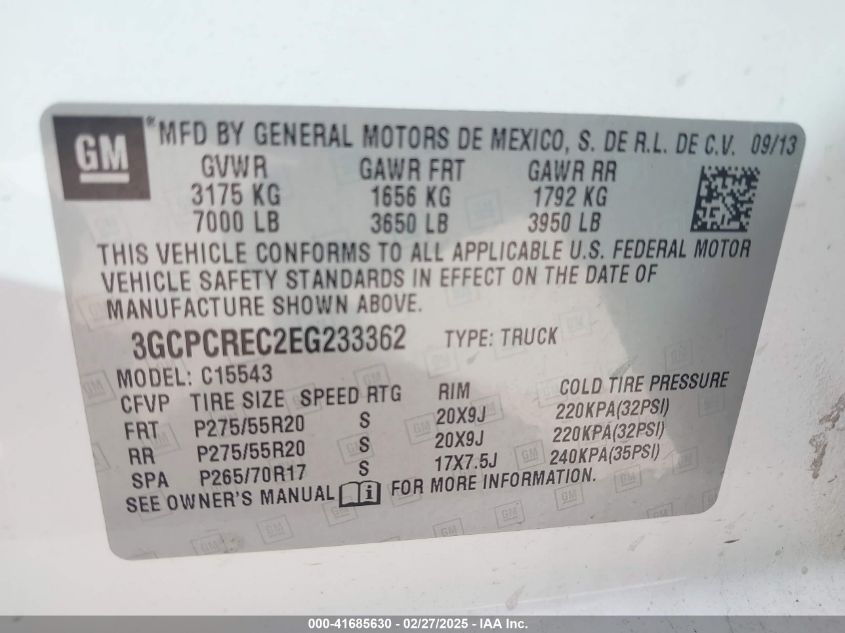 GM ®MFD BY GENERAL MOTORS DE MEXICO, S. DE R.L. DE C.V. 09/13
GVWR GAWR FRT GAWR RR
3175 KG 1656 KG 1792 KG
7000 LB 3650 LB 3950 LB
THIS VEHICLE CONFORMS TO ALL APPLICABLE U.S. FEDERAL MOTOR
VEHICLE SAFETY STANDARDS IN EFFECT ON THE DATE OF
MANUFACTURE SHOWN ABOVE.
3GCPCREC2EG233362 TYPE: TRUCK
MODEL: C15543
CFVP TIRE SIZE SPEED RTG RIM COLD TIRE PRESSURE
FRT P275/55R20 S 20X9J 220KPA(32PSI)
RR P275/55R20 S 20X9J 220KPA(32PSI)
SPA P265/70R17 S 17X7.5J 240KPA(35PSI)
SEE OWNER'S MANUAL FOR MORE INFORMATION.
000-41685630 - 02/27/2025 - IAA Inc.